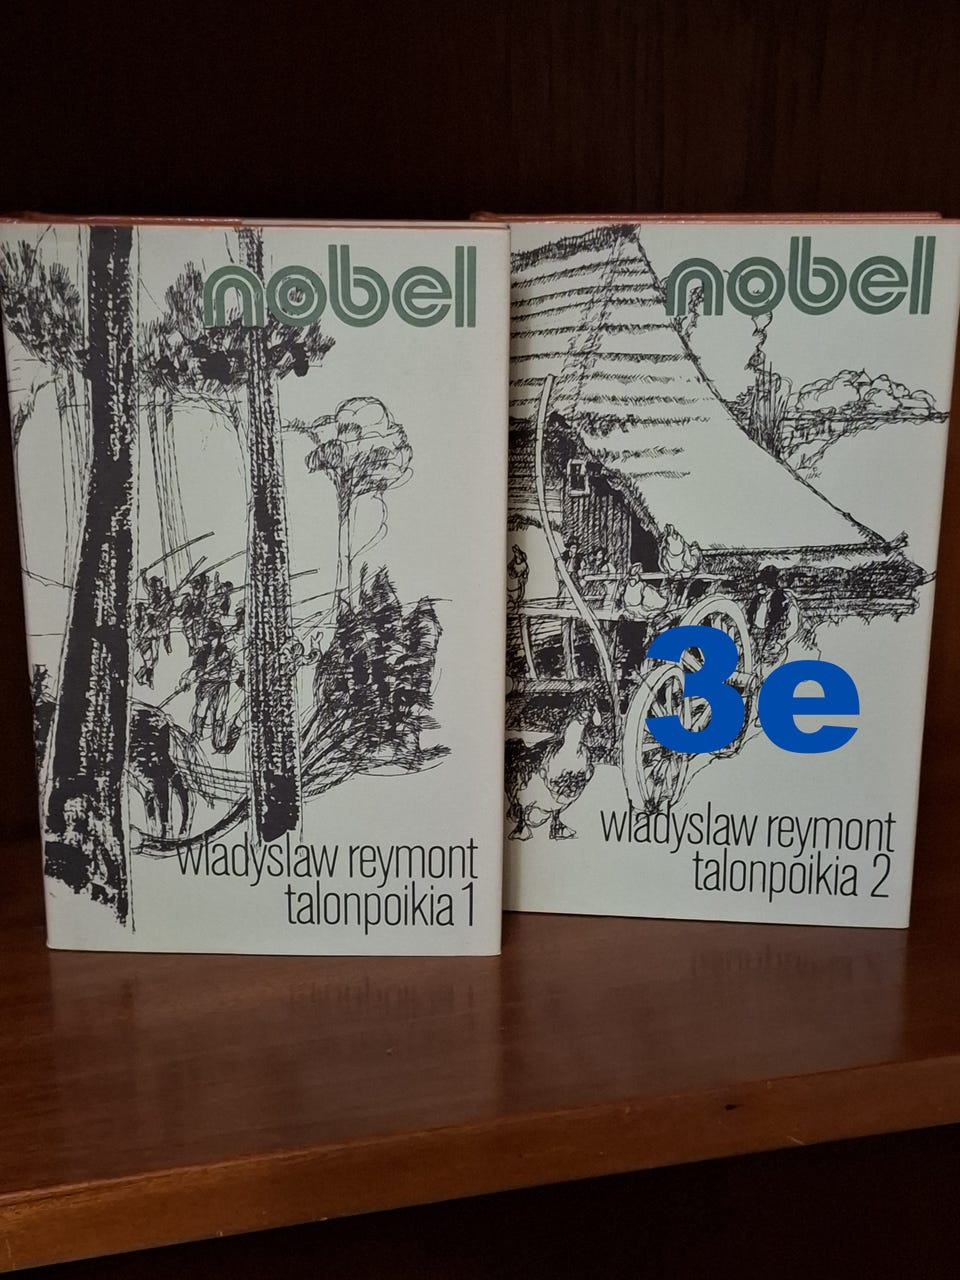 nobel
wladyslaw reymont
talonpoikia 1
nobel
3e
wladyslaw reymont
talonpoikia 2